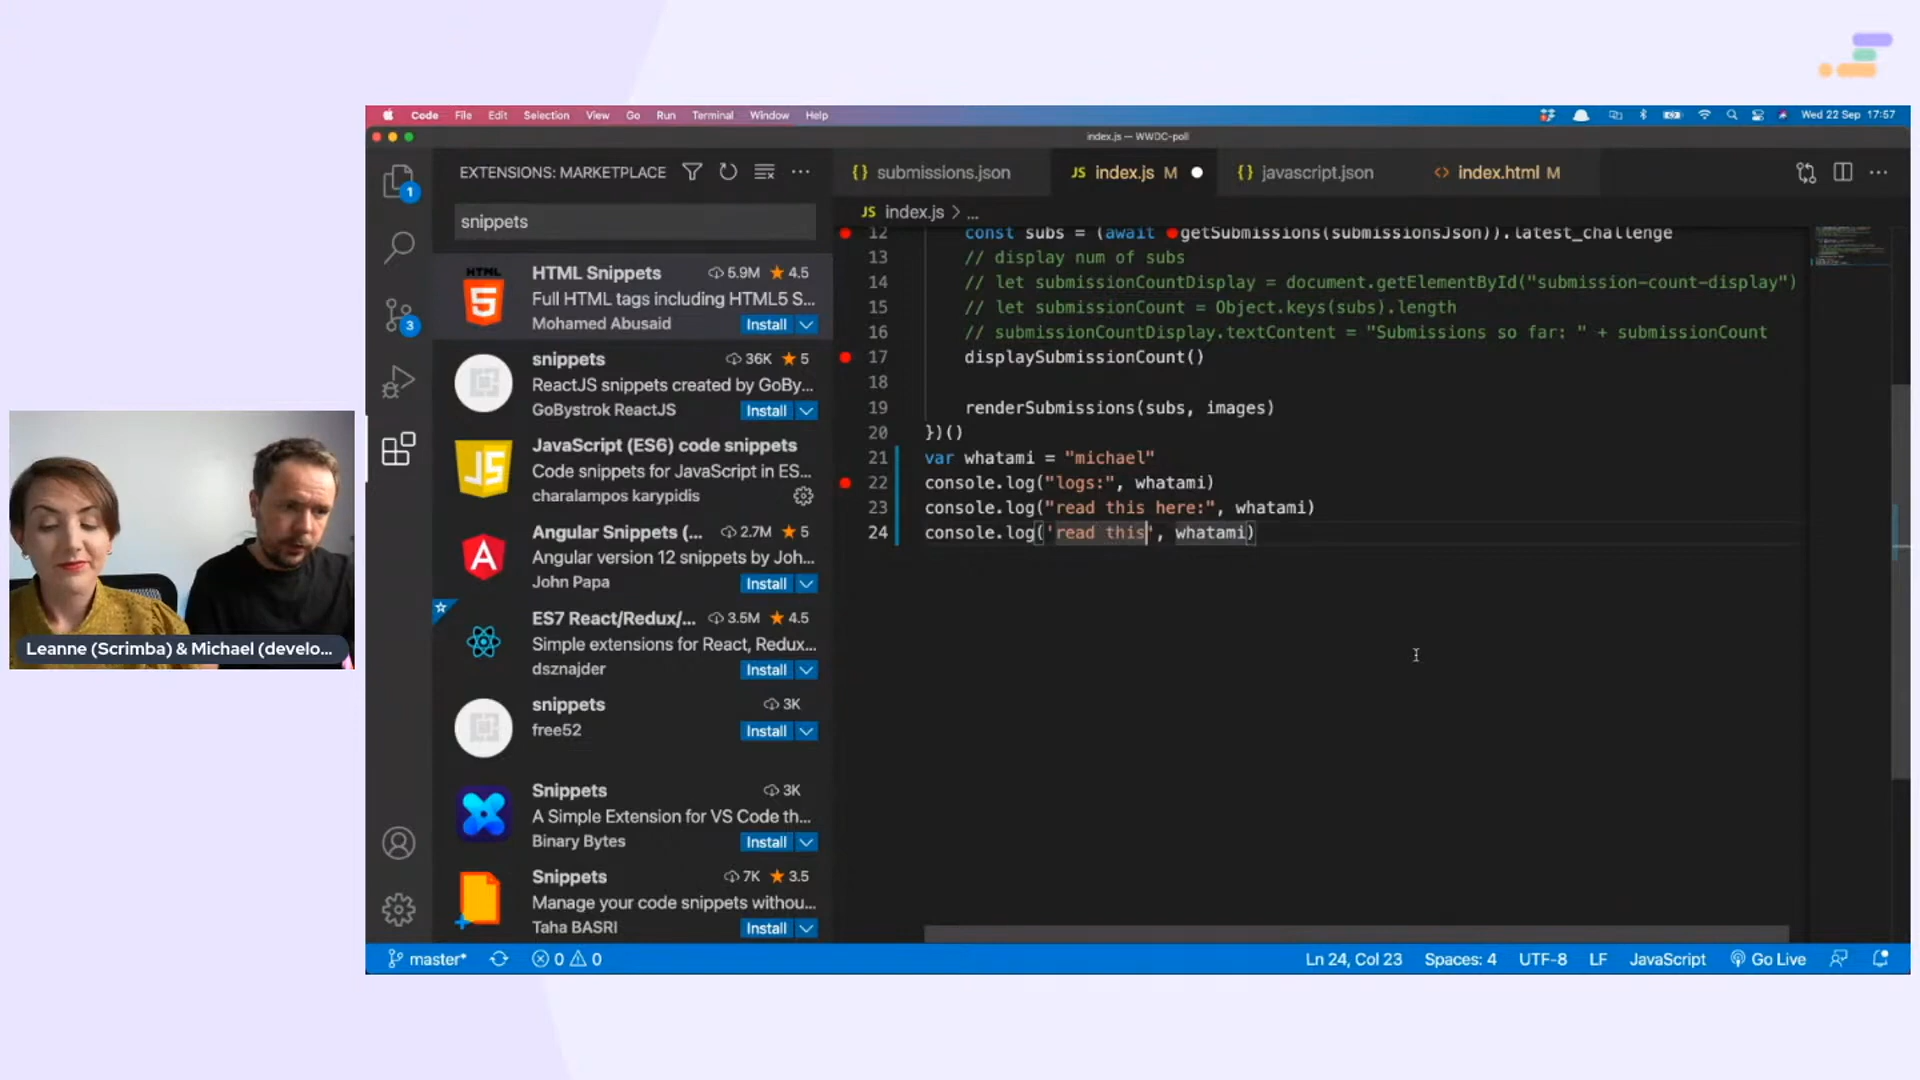 Code File Edit Selection View Go Run Terminal Window Help
Wed 22 Sep 17:57
index.js — WWDC-poll
EXTENSIONS: MARKETPLACE
snippets
HTML Snippets 5.9M 4.5
Full HTML tags including HTML5 S...
Mohamed Abusaid Install
snippets 36K 5
ReactJS snippets created by GoBy...
GoBystrok ReactJS Install
JavaScript (ES6) code snippets
Code snippets for JavaScript in ES...
charalampos karypidis
Angular Snippets (... 2.7M 5
Angular version 12 snippets by Joh...
John Papa Install
ES7 React/Redux/... 3.5M 4.5
Simple extensions for React, Redux...
dsznajder Install
snippets 3K
free52 Install
Snippets 3K
A Simple Extension for VS Code th...
Binary Bytes Install
Snippets 7K 3.5
Manage your code snippets withou...
Taha BASRI Install
HTML
5
JS
A
1
3
{} submissions.json JS index.js M {} javascript.json <> index.html M
JS index.js > ...
12 const subs = (await getSubmissions(submissionsJson)).latest_challenge
13 // display num of subs
14 // let submissionCountDisplay = document.getElementById("submission-count-display")
15 // let submissionCount = Object.keys(subs).length
16 // submissionCountDisplay.textContent = "Submissions so far: " + submissionCount
17 displaySubmissionCount()
18
19 renderSubmissions(subs, images)
20 })()
21 var whatami = "michael"
22 console.log("logs:", whatami)
23 console.log("read this here:", whatami)
24 console.log('read this', whatami)
Leanne (Scrimba) & Michael (develo...
master* 0 0
Ln 24, Col 23 Spaces: 4 UTF-8 LF JavaScript Go Live